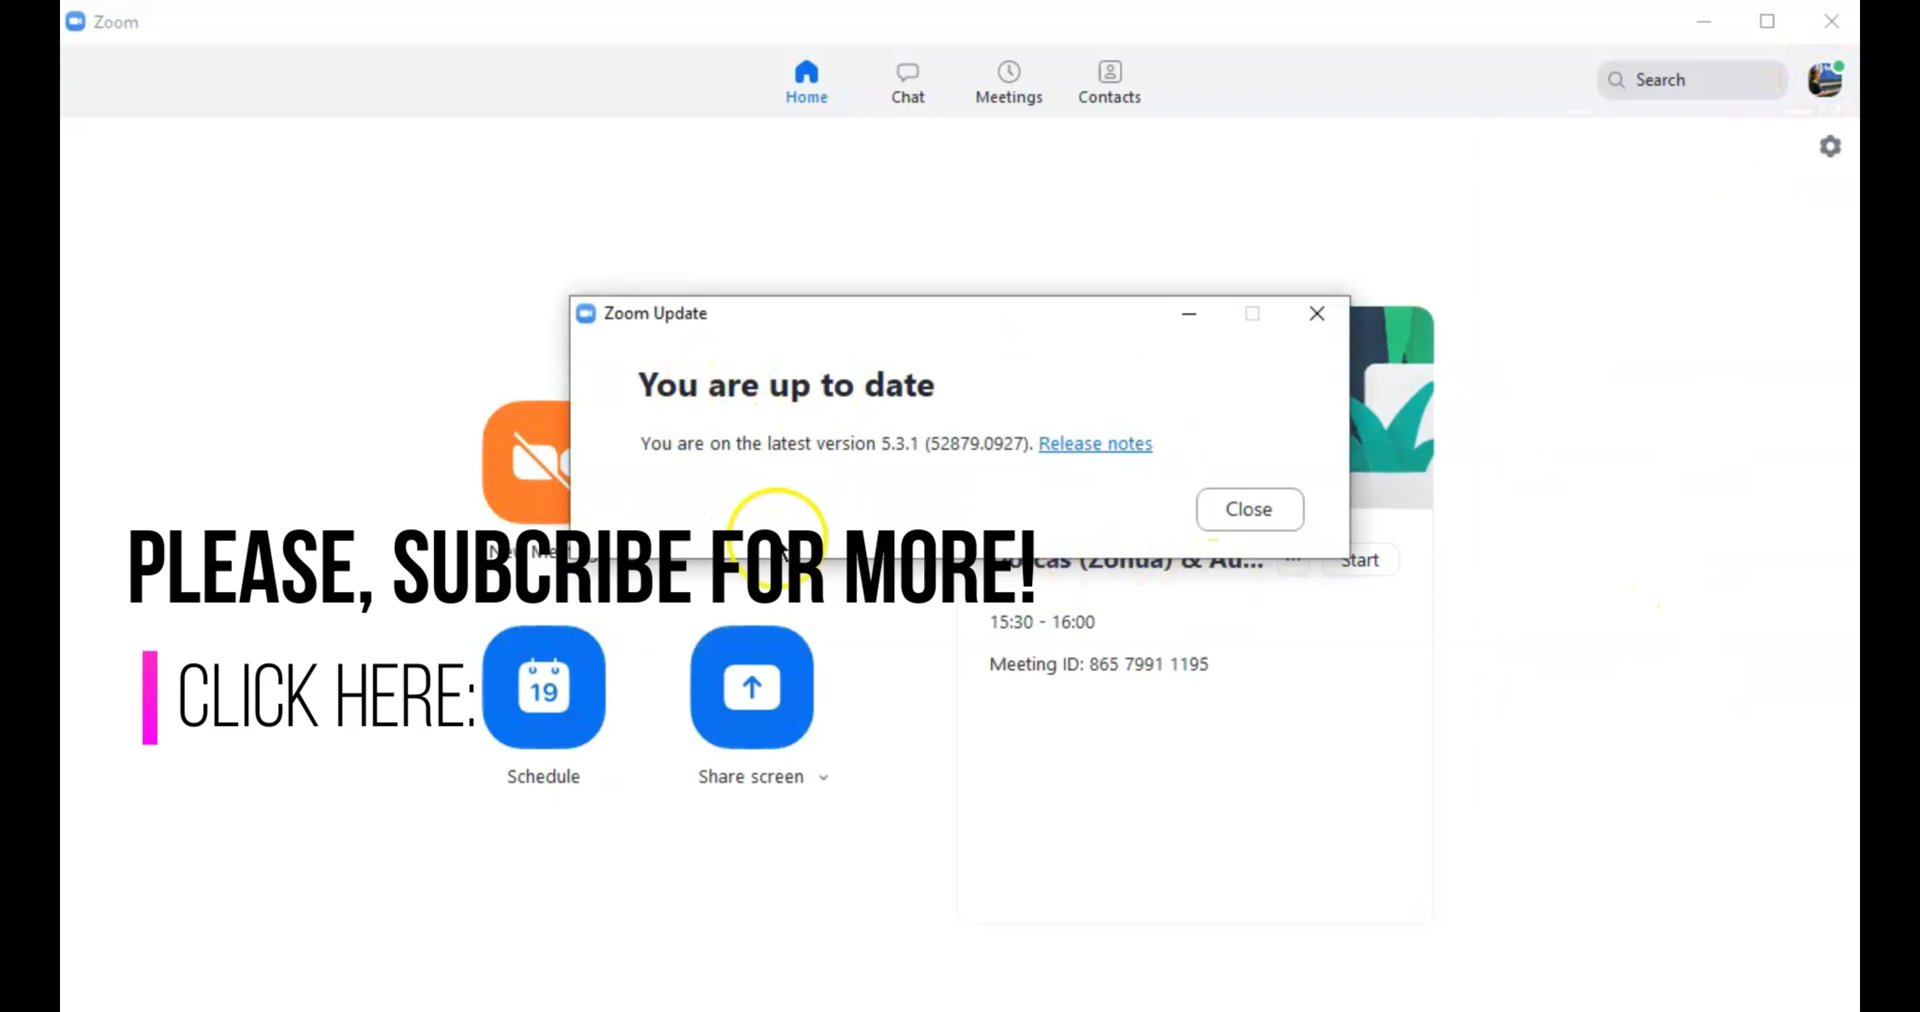 Zoom
Home Chat Meetings Contacts
Search
Zoom Update
You are up to date
You are on the latest version 5.3.1 (52879.0927). Release notes
Close
PLEASE, SUBCRIBE FOR MORE!
(Zohua) & Au... ... Start
15:30 - 16:00
Meeting ID: 865 7991 1195
CLICK HERE:
19
Schedule
Share screen